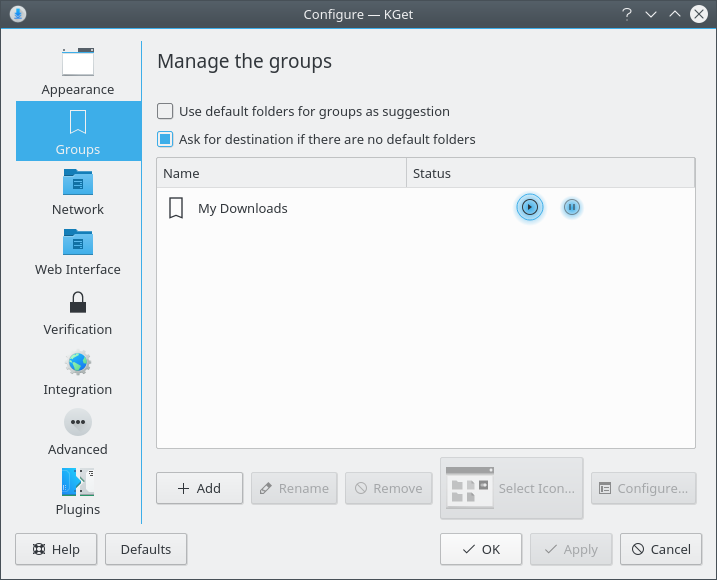 Configure — KGet
Appearance
Groups
Network
Web Interface
Verification
Integration
Advanced
Plugins
Manage the groups
Use default folders for groups as suggestion
Ask for destination if there are no default folders
Name Status
My Downloads
Add Rename Remove Select Icon... Configure...
Help Defaults OK Apply Cancel